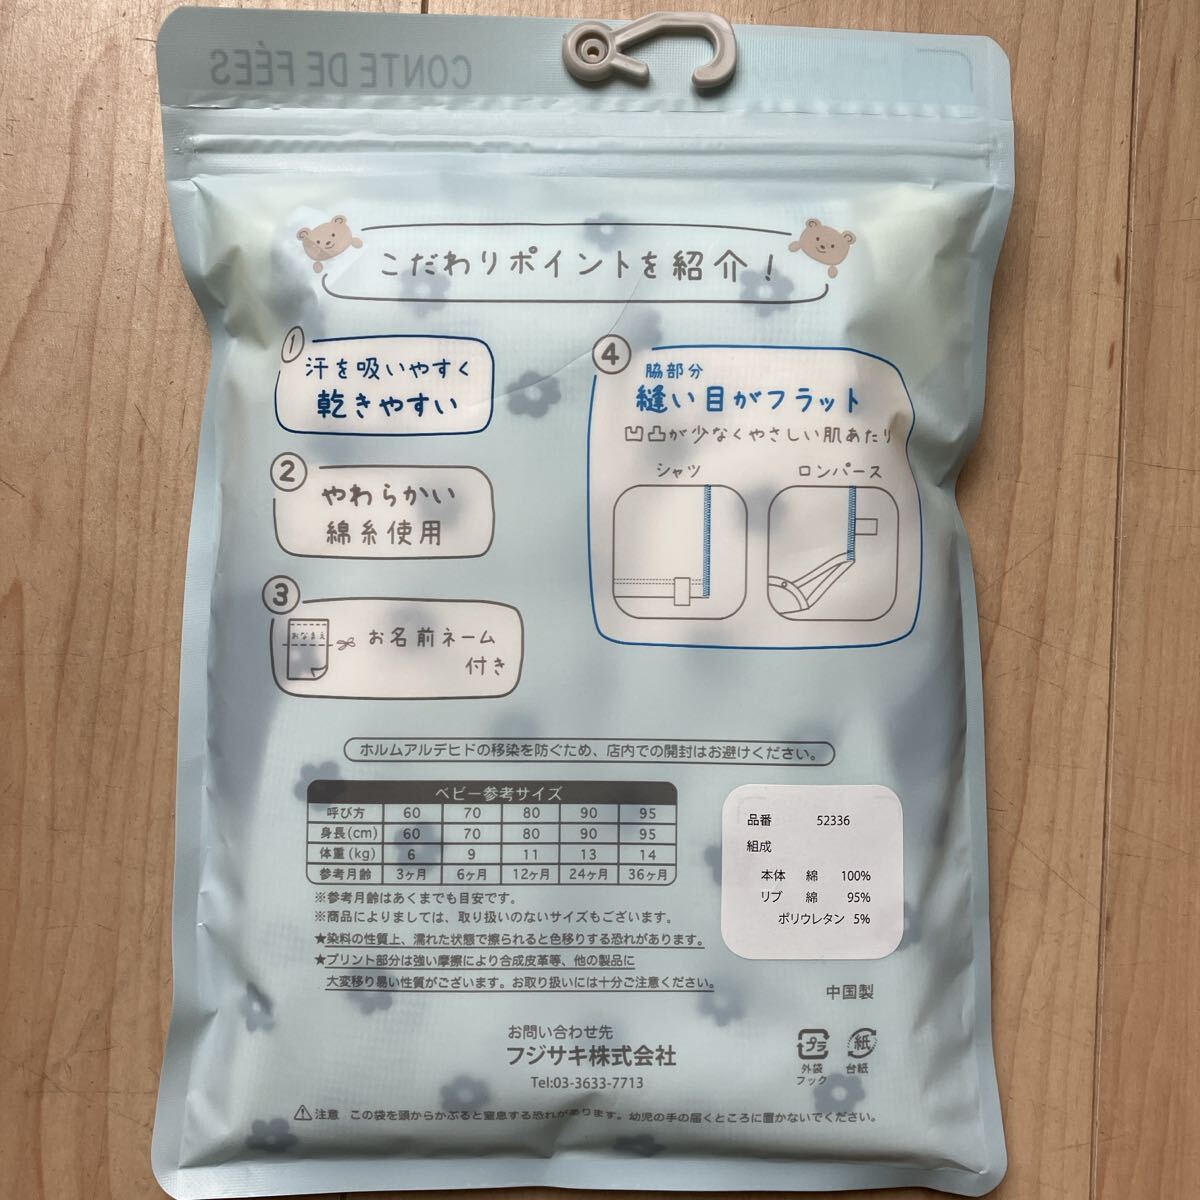 CONTE DE FÉES
こだわりポイントを紹介!
①
汗を吸いやすく
乾きやすい
②
やわらかい
綿糸使用
③
おなまえ
お名前ネーム
付き
④
脇部分
縫い目がフラット
凹凸が少なくやさしい肌あたり
シャツ
ロンパース
ホルムアルデヒドの移染を防ぐため、店内での開封はお避けください。
ベビー参考サイズ
呼び方 60 70 80 90 95
身長(cm) 60 70 80 90 95
体重(kg) 6 9 11 13 14
参考月齢 3ヶ月 6ヶ月 12ヶ月 24ヶ月 36ヶ月
※参考月齢はあくまでも目安です。
※商品によりましては、取り扱いのないサイズもございます。
★染料の性質上、濡れた状態で擦られると色移りする恐れがあります。
★プリント部分は強い摩擦により合成皮革等、他の製品に
大変移り易い性質がございます。お取り扱いには十分ご注意ください。
品番 52336
組成
本体 綿 100%
リブ 綿 95%
ポリウレタン 5%
中国製
お問い合わせ先
フジサキ株式会社
Tel:03-3633-7713
プラ
外袋
フック
紙
台紙
⚠注意 この袋を頭からかぶると窒息する恐れがあります。幼児の手の届くところに置かないでください。